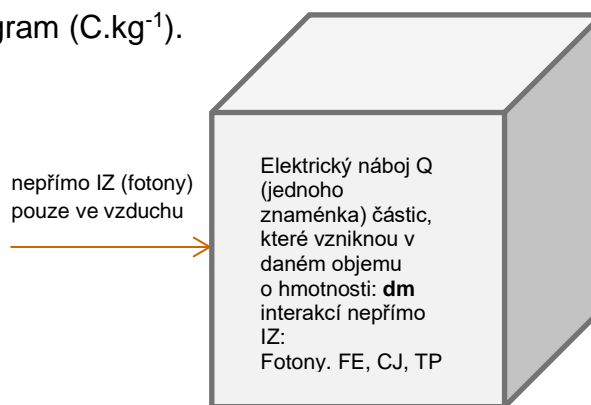 gram (C.kg⁻¹).
nepřímo IZ (fotony)
pouze ve vzduchu
Elektrický náboj Q
(jednoho
znaménka) částic,
které vzniknou v
daném objemu
o hmotnosti: dm
interakcí nepřímo
IZ:
Fotony. FE, CJ, TP